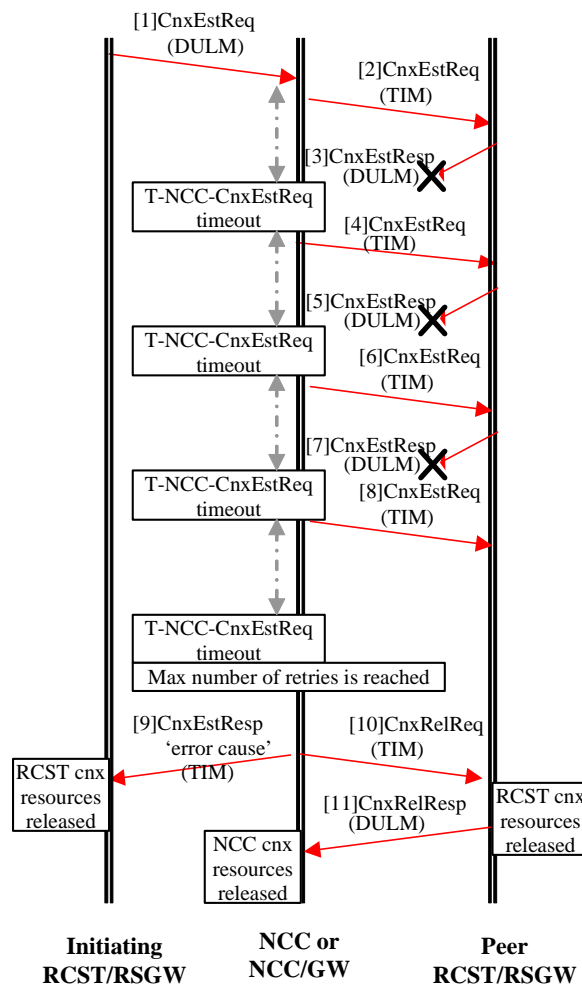 [1]CnxEstReq
(DULM)
[2]CnxEstReq
(TIM)
[3]CnxEstResp
(DULM)
T-NCC-CnxEstReq
timeout
[4]CnxEstReq
(TIM)
[5]CnxEstResp
(DULM)
T-NCC-CnxEstReq
timeout
[6]CnxEstReq
(TIM)
[7]CnxEstResp
(DULM)
T-NCC-CnxEstReq
timeout
[8]CnxEstReq
(TIM)
T-NCC-CnxEstReq
timeout
Max number of retries is reached
[9]CnxEstResp
‘error cause’
(TIM)
[10]CnxRelReq
(TIM)
RCST cnx
resources
released
[11]CnxRelResp
(DULM)
RCST cnx
resources
released
NCC cnx
resources
released
Initiating
RCST/RSGW
NCC or
NCC/GW
Peer
RCST/RSGW